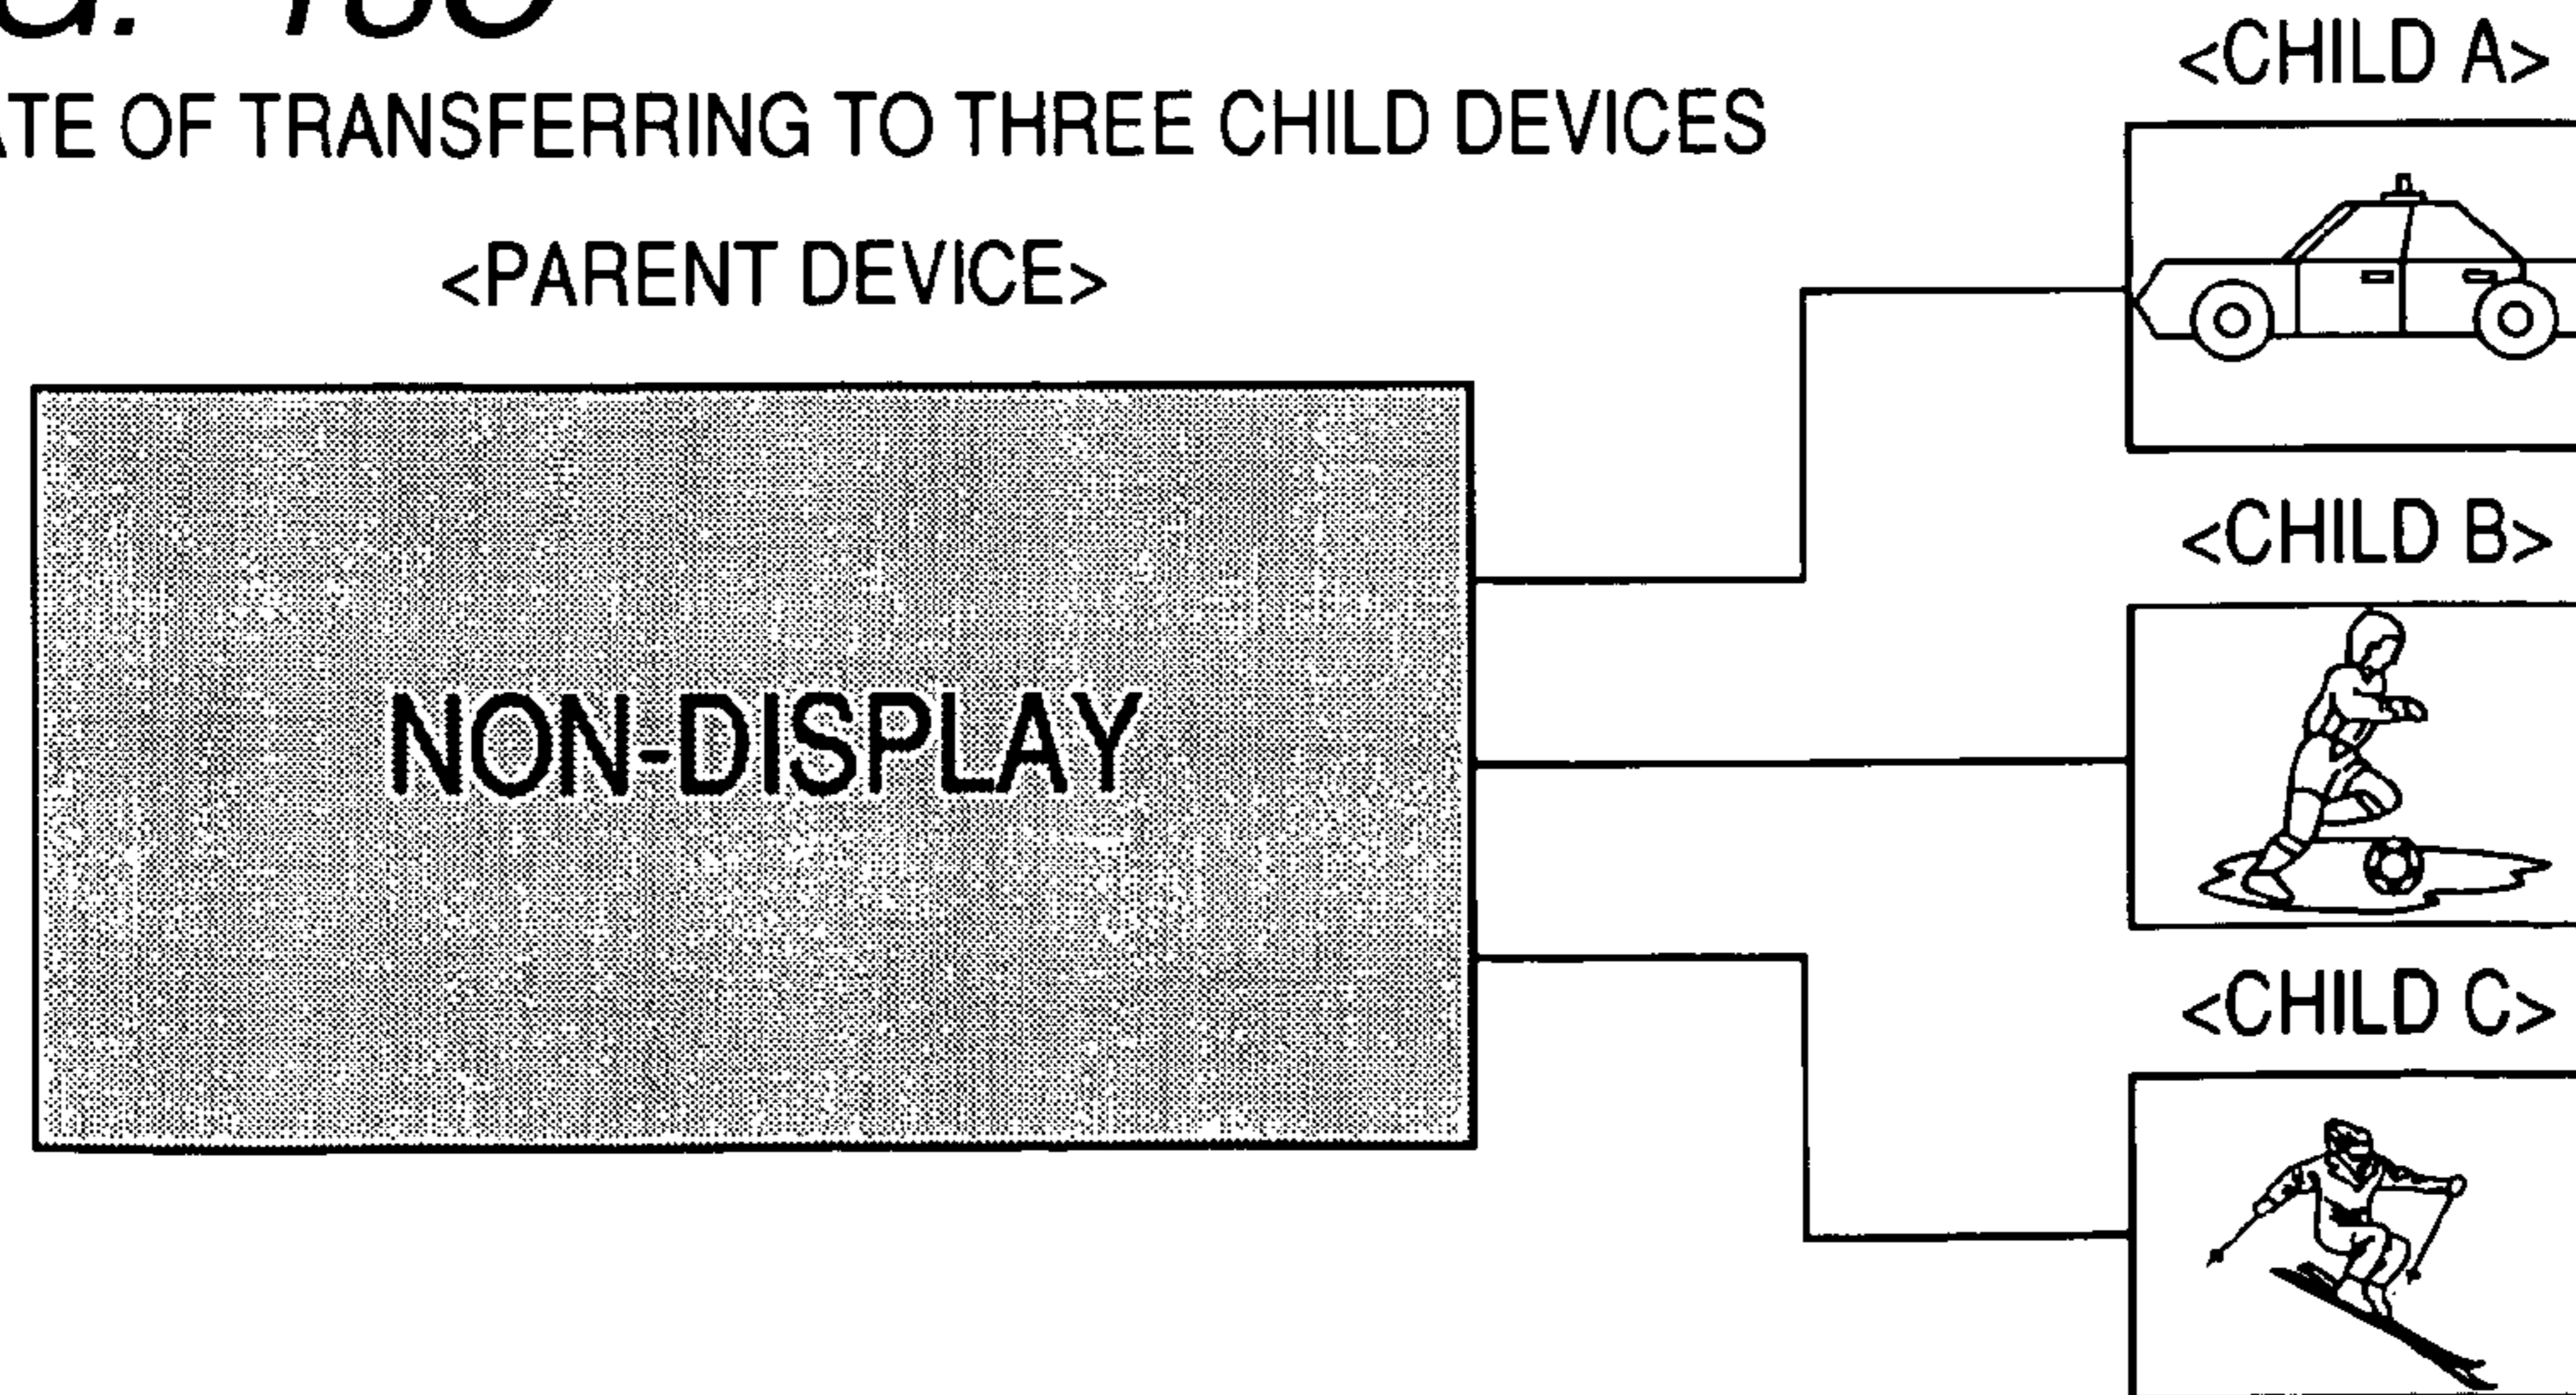 ATE OF TRANSFERRING TO THREE CHILD DEVICES
<PARENT DEVICE>
NON-DISPLAY
<CHILD A>
<CHILD B>
<CHILD C>